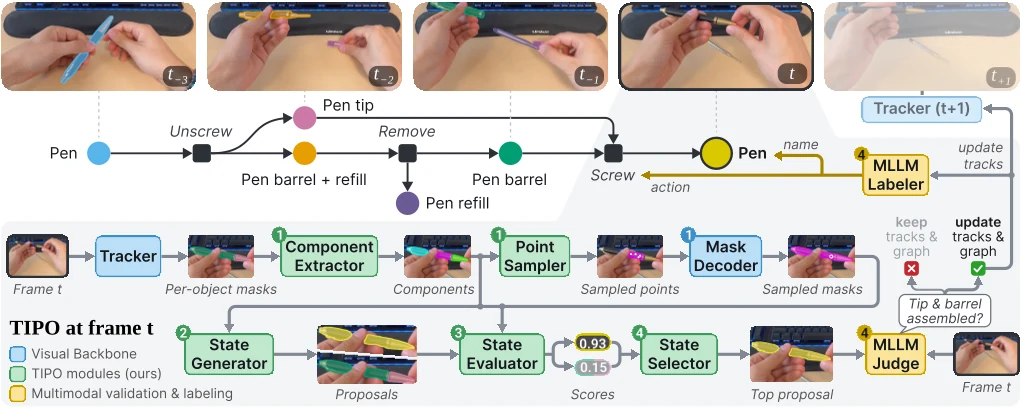 t−3
t−2
t−1
t
t+1
Tracker (t+1)
Pen tip
Unscrew
Remove
Pen
Pen
name
update
tracks
4
MLLM
Labeler
Screw
action
Pen barrel + refill
Pen barrel
Pen refill
keep
tracks &
graph
update
tracks &
graph
Frame t
Tracker
Per-object masks
1
Component
Extractor
Components
1
Point
Sampler
Sampled points
1
Mask
Decoder
Sampled masks
Tip & barrel
assembled?
TIPO at frame t
Visual Backbone
TIPO modules (ours)
Multimodal validation & labeling
2
State
Generator
Proposals
3
State
Evaluator
0.93
0.15
Scores
4
State
Selector
Top proposal
4
MLLM
Judge
Frame t